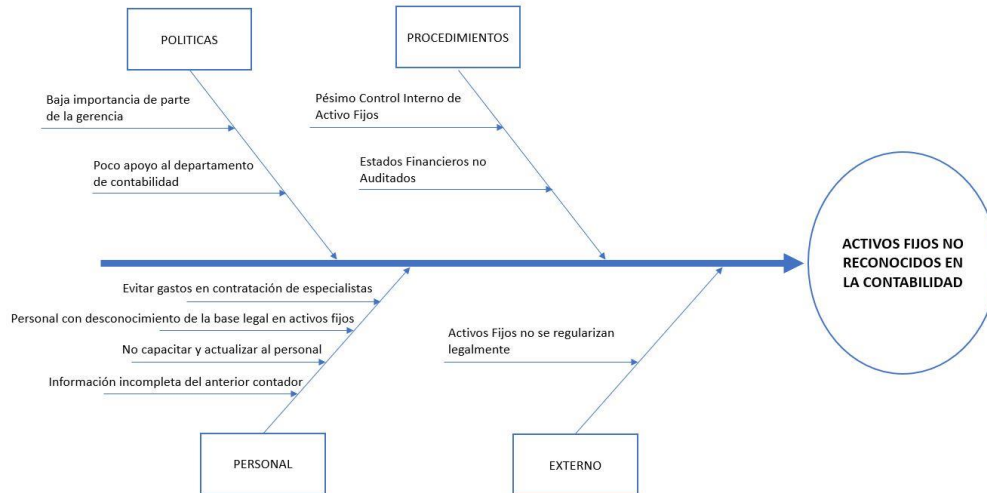 POLITICAS
PROCEDIMIENTOS
Baja importancia de parte
de la gerencia
Poco apoyo al departamento
de contabilidad
Pésimo Control Interno de
Activo Fijos
Estados Financieros no
Auditados
ACTIVOS FIJOS NO
RECONOCIDOS EN
LA CONTABILIDAD
Evitar gastos en contratación de especialistas
Personal con desconocimiento de la base legal en activos fijos
No capacitar y actualizar al personal
Información incompleta del anterior contador
Activos Fijos no se regularizan
legalmente
PERSONAL
EXTERNO